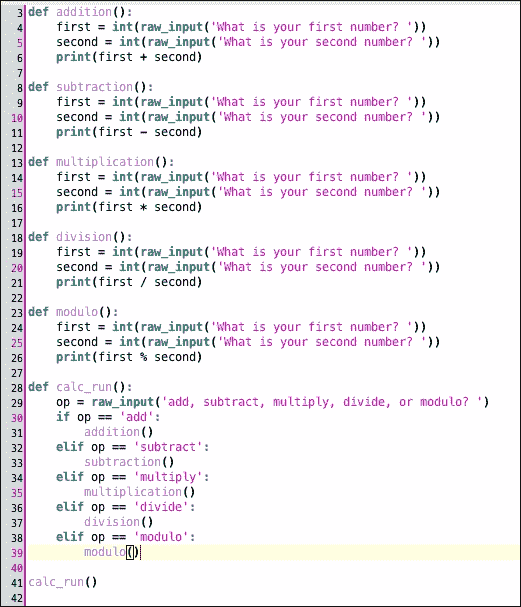 3 def addition():
4     first = int(raw_input('What is your first number? '))
5     second = int(raw_input('What is your second number? '))
6     print(first + second)
7
8 def subtraction():
9     first = int(raw_input('What is your first number? '))
10     second = int(raw_input('What is your second number? '))
11     print(first - second)
12
13 def multiplication():
14     first = int(raw_input('What is your first number? '))
15     second = int(raw_input('What is your second number? '))
16     print(first * second)
17
18 def division():
19     first = int(raw_input('What is your first number? '))
20     second = int(raw_input('What is your second number? '))
21     print(first / second)
22
23 def modulo():
24     first = int(raw_input('What is your first number? '))
25     second = int(raw_input('What is your second number? '))
26     print(first % second)
27
28 def calc_run():
29     op = raw_input('add, subtract, multiply, divide, or modulo? ')
30     if op == 'add':
31         addition()
32     elif op == 'subtract':
33         subtraction()
34     elif op == 'multiply':
35         multiplication()
36     elif op == 'divide':
37         division()
38     elif op == 'modulo':
39         modulo()
40
41 calc_run()
42